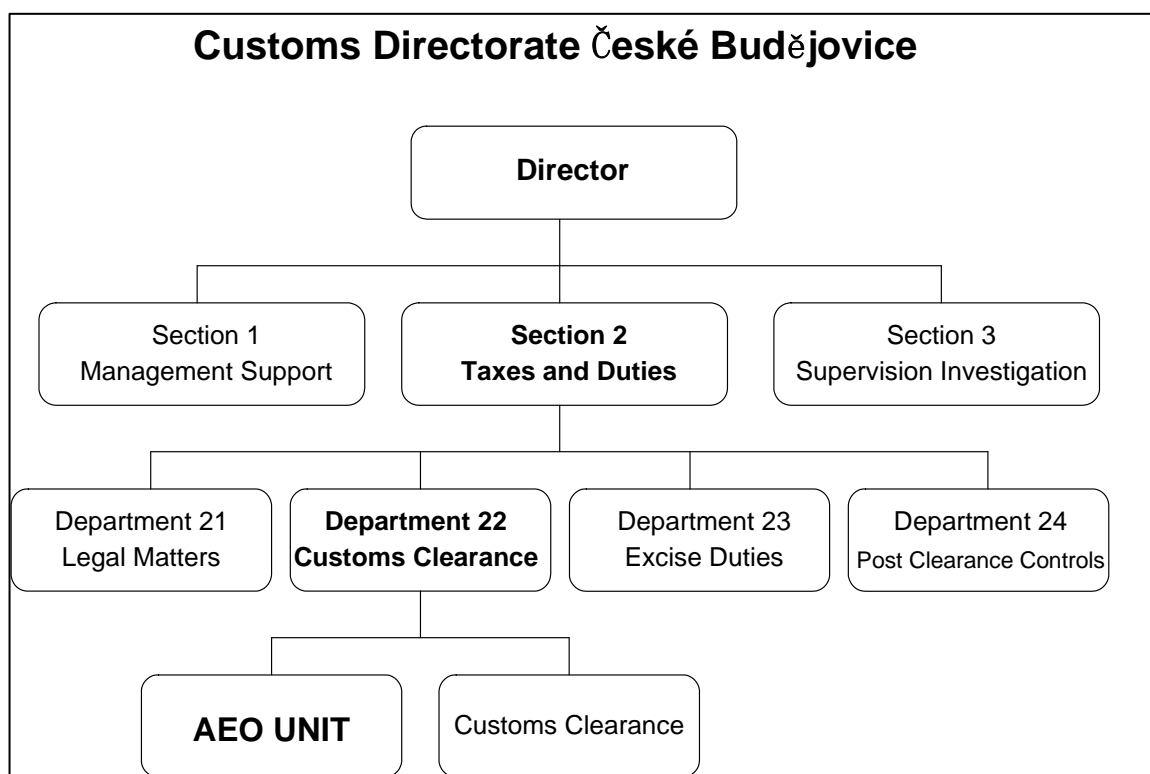 Customs Directorate České Budějovice
Director
Section 1
Management Support
Section 2
Taxes and Duties
Section 3
Supervision Investigation
Department 21
Legal Matters
Department 22
Customs Clearance
Department 23
Excise Duties
Department 24
Post Clearance Controls
AEO UNIT
Customs Clearance